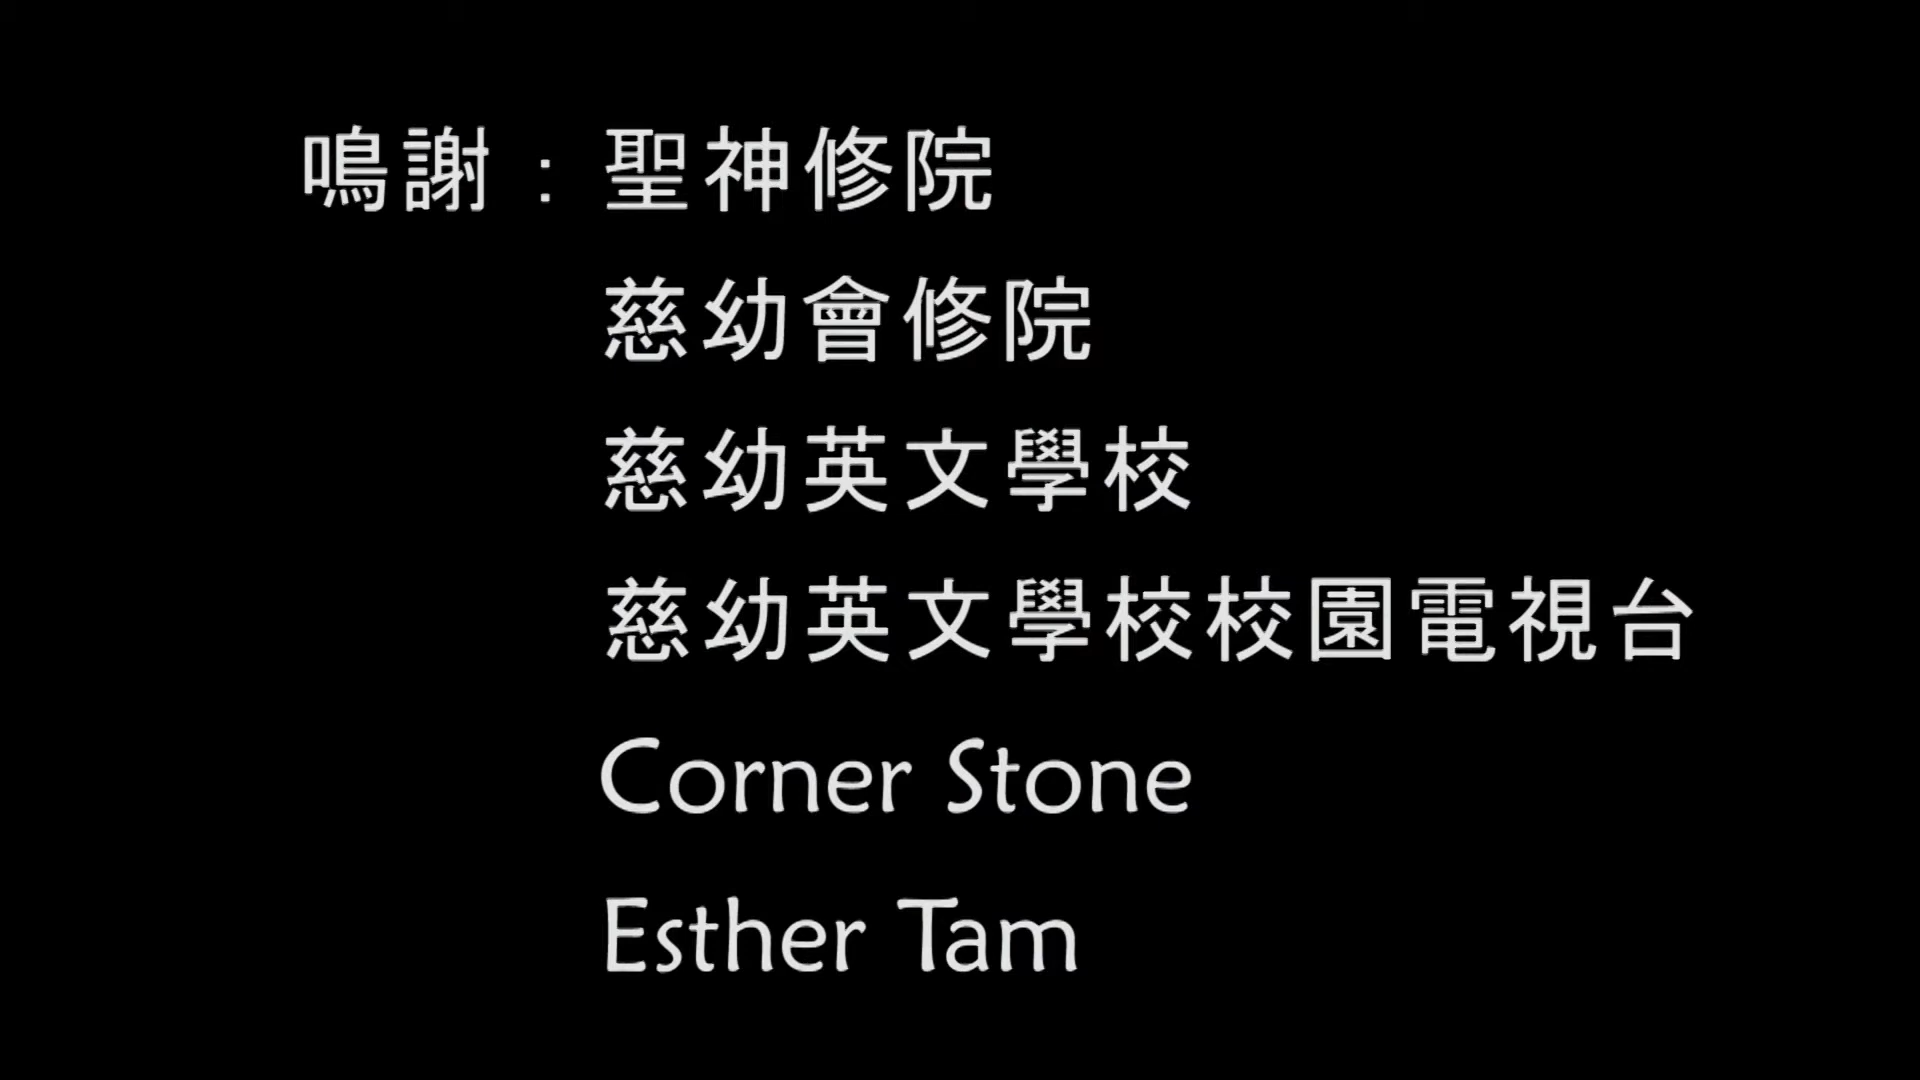 鳴謝：聖神修院
慈幼會修院
慈幼英文學校
慈幼英文學校校園電視台
Corner Stone
Esther Tam